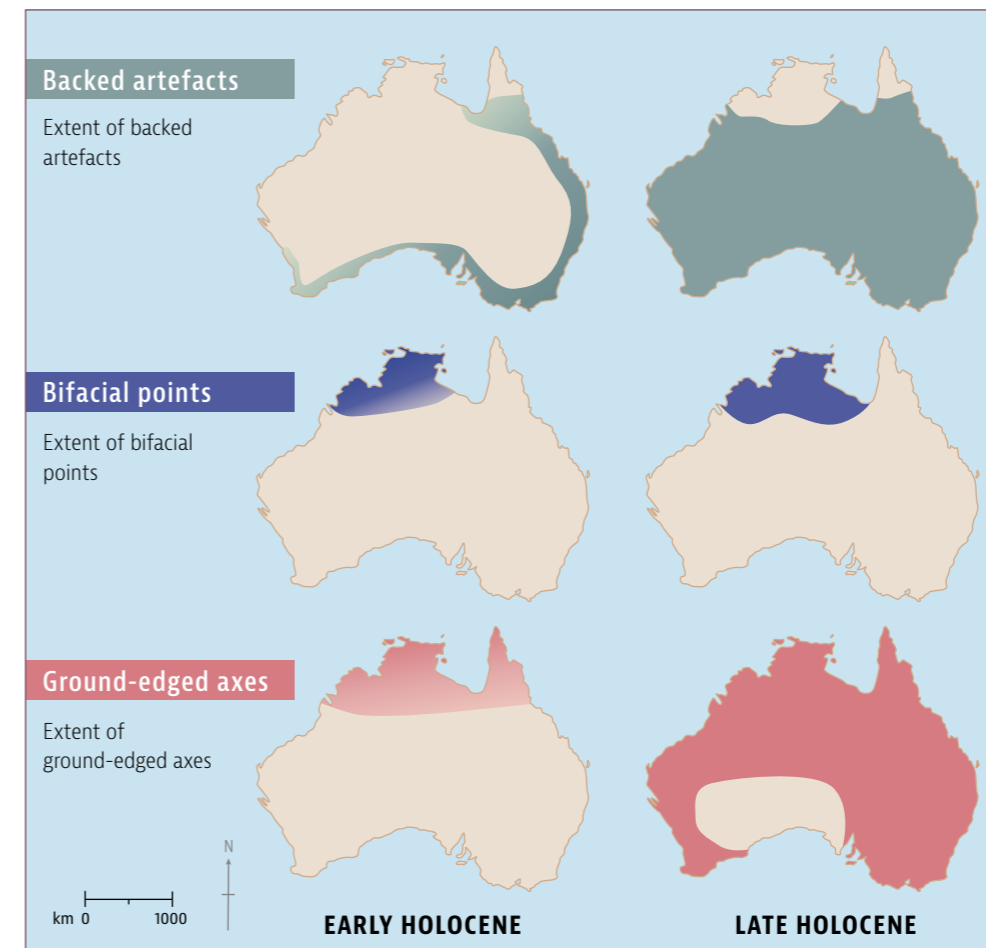 Backed artefacts
Extent of backed
artefacts
Bifacial points
Extent of bifacial
points
Ground-edged axes
Extent of
ground-edged axes
N
km 0 1000
EARLY HOLOCENE
LATE HOLOCENE